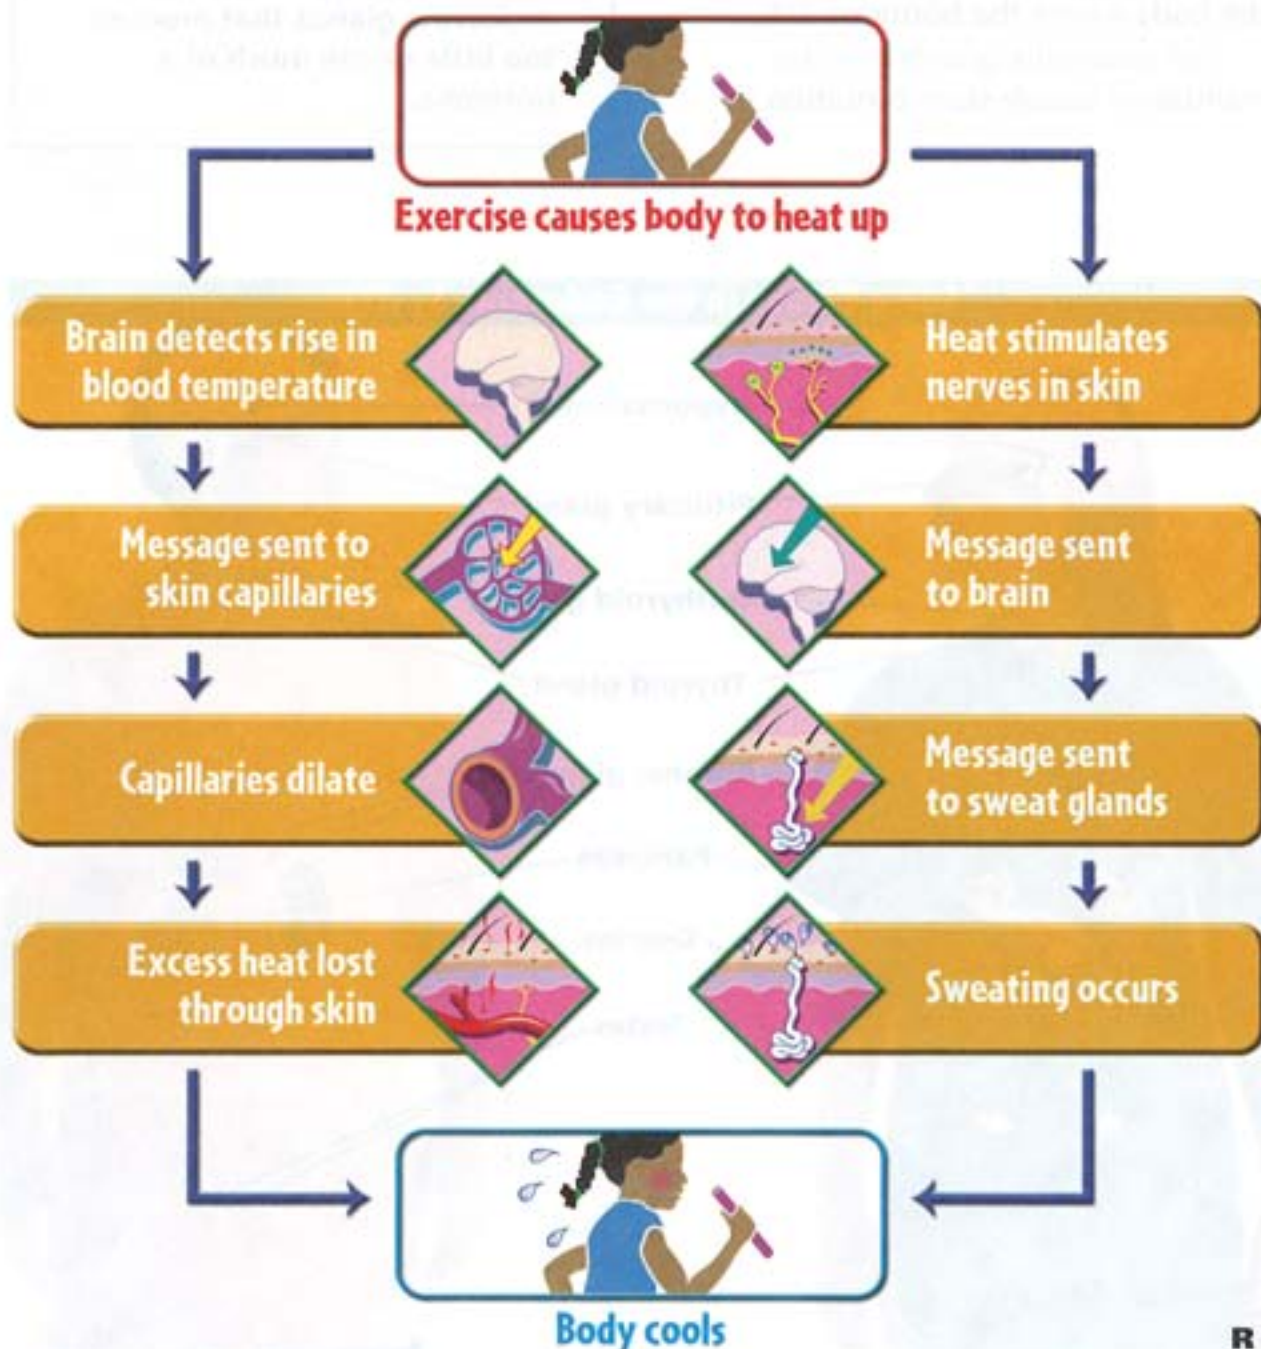 Exercise causes body to heat up
Brain detects rise in
blood temperature
Message sent to
skin capillaries
Capillaries dilate
Excess heat lost
through skin
Heat stimulates
nerves in skin
Message sent
to brain
Message sent
to sweat glands
Sweating occurs
Body cools
R